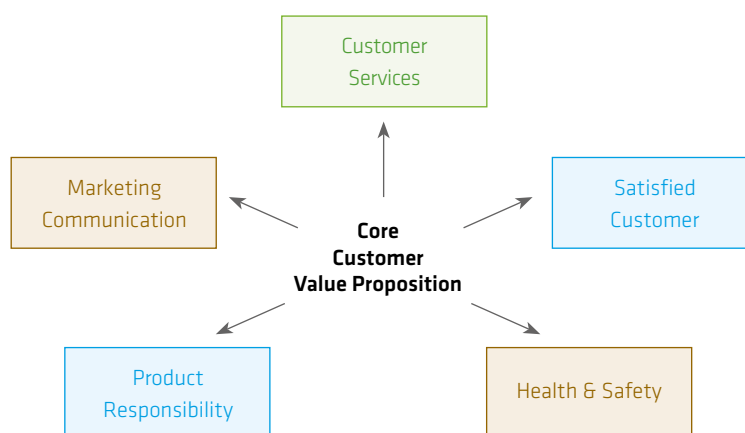 Customer
Services
Marketing
Communication
Satisfied
Customer
Core
Customer
Value Proposition
Product
Responsibility
Health & Safety